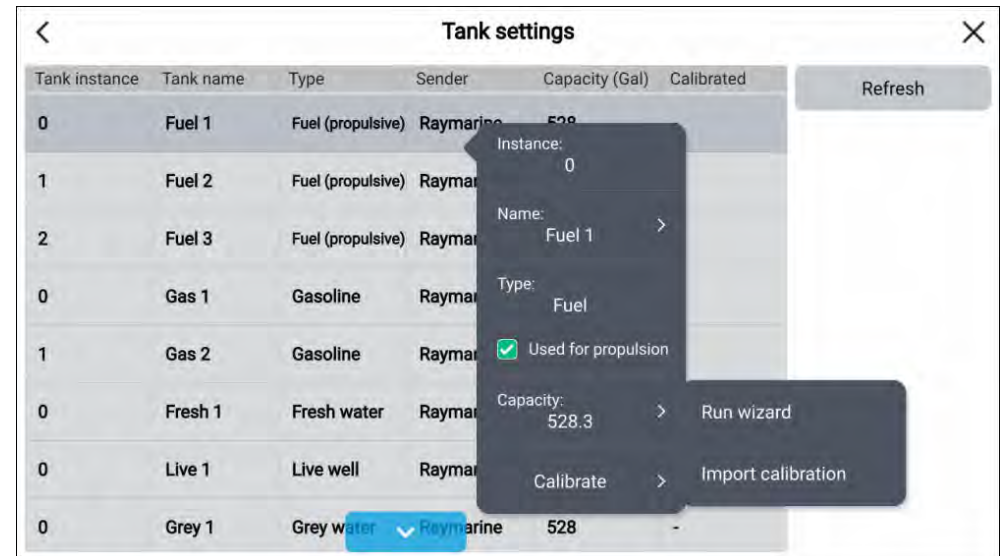 Tank settings
Tank instance Tank name Type Sender Capacity (Gal) Calibrated
Refresh
0 Fuel 1 Fuel (propulsive) Raymarine 528
1 Fuel 2 Fuel (propulsive)
2 Fuel 3 Fuel (propulsive)
0 Gas 1 Gasoline
1 Gas 2 Gasoline
0 Fresh 1 Fresh water
0 Live 1 Live well
0 Grey 1 Grey water Raymarine 528 -
Instance:
0
Name:
Fuel 1
Type:
Fuel
Used for propulsion
Capacity:
528.3
Calibrate
Run wizard
Import calibration